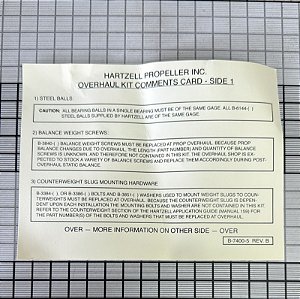 HARTZELL PROPELLER INC.
OVERHAUL KIT COMMENTS CARD - SIDE 1
1) STEEL BALLS:
CAUTION: ALL BEARING BALLS IN A SINGLE BEARING MUST BE OF THE SAME GAGE. ALL B-6144-( )
STEEL BALLS SUPPLIED BY HARTZELL ARE OF THE SAME GAGE.
2) BALANCE WEIGHT SCREWS:
B-3840-( ) BALANCE WEIGHT SCREWS MUST BE REPLACED AT PROP OVERHAUL. BECAUSE PROP
BALANCE CHANGES DUE TO OVERHAUL, THE LENGTH (PART NUMBER) AND QUANTITY OF BALANCE
SCREWS IS UNKNOWN, AND THEREFORE NOT CONTAINED IN THIS KIT. THE OVERHAUL SHOP IS EX-
PECTED TO STOCK A VARIETY OF BALANCE SCREWS AND REPLACE THEM ACCORDINGLY DURING POST-
OVERHAUL STATIC BALANCE.
3) COUNTERWEIGHT SLUG MOUNTING HARDWARE
B-3384-( ) OR B-3386-( ) BOLTS AND B-3851-( ) WASHERS USED TO MOUNT WEIGHT SLUGS TO COUN-
TERWEIGHTS MUST BE REPLACED AT OVERHAUL. BECAUSE THE COUNTERWEIGHT SLUG IS DEPEN-
DENT UPON EACH INSTALLATION THE MOUNTING BOLTS AND WASHER ARE NOT CONTAINED IN THIS KIT.
REFER TO THE COUNTERWEIGHT SECTION OF THE HARTZELL APPLICATION GUIDE (MANUAL 159) FOR
THE PART NUMBER(S) OF THE BOLTS AND WASHERS THAT MUST BE REPLACED AT OVERHAUL.
OVER — MORE INFORMATION ON OTHER SIDE — OVER
B-7400-5 REV. B